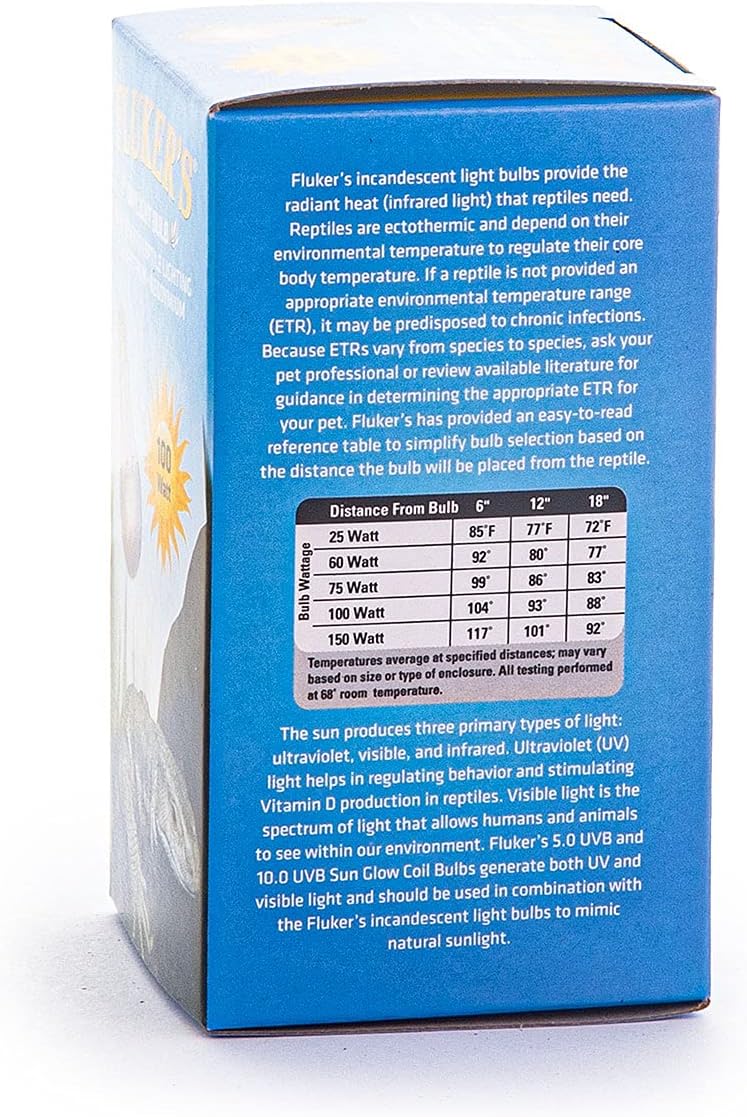 FLUKER'S
100
Watt
Fluker's incandescent light bulbs provide the
radiant heat (infrared light) that reptiles need.
Reptiles are ectothermic and depend on their
environmental temperature to regulate their core
body temperature. If a reptile is not provided an
appropriate environmental temperature range
(ETR), it may be predisposed to chronic infections.
Because ETRs vary from species to species, ask your
pet professional or review available literature for
guidance in determining the appropriate ETR for
your pet. Fluker's has provided an easy-to-read
reference table to simplify bulb selection based on
the distance the bulb will be placed from the reptile.
Distance From Bulb 6" 12" 18"
Bulb Wattage
25 Watt 85°F 77°F 72°F
60 Watt 92° 80° 77°
75 Watt 99° 86° 83°
100 Watt 104° 93° 88°
150 Watt 117° 101° 92°
Temperatures average at specified distances; may vary
based on size or type of enclosure. All testing performed
at 68° room temperature.
The sun produces three primary types of light:
ultraviolet, visible, and infrared. Ultraviolet (UV)
light helps in regulating behavior and stimulating
Vitamin D production in reptiles. Visible light is the
spectrum of light that allows humans and animals
to see within our environment. Fluker's 5.0 UVB and
10.0 UVB Sun Glow Coil Bulbs generate both UV and
visible light and should be used in combination with
the Fluker's incandescent light bulbs to mimic
natural sunlight.